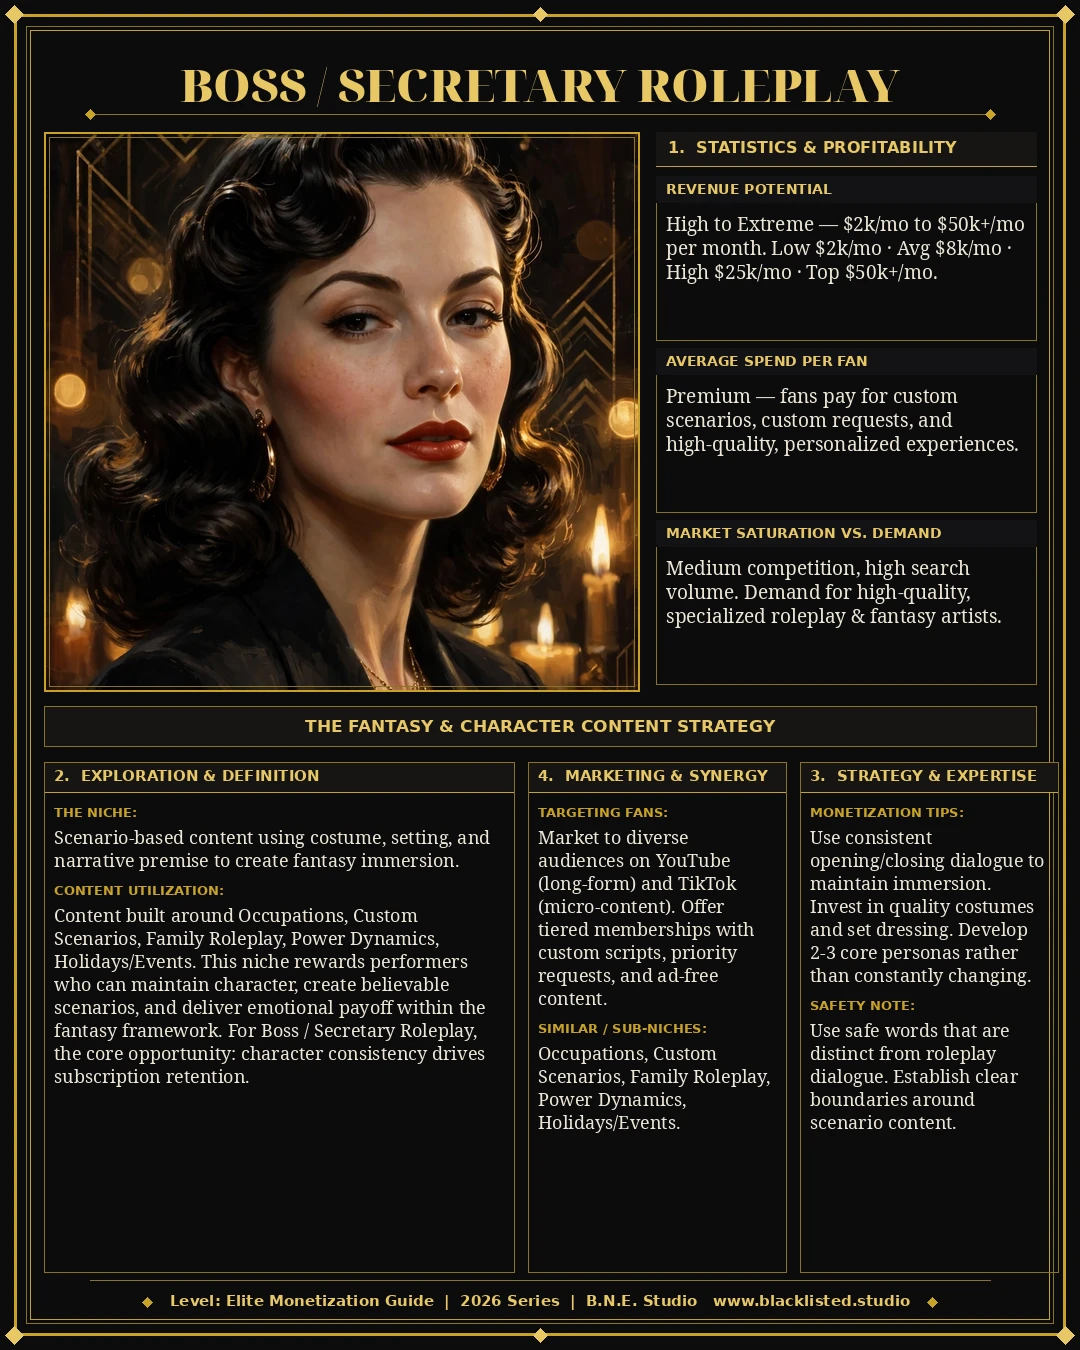 BOSS / SECRETARY ROLEPLAY
1. STATISTICS & PROFITABILITY
REVENUE POTENTIAL
High to Extreme — $2k/mo to $50k+/mo
per month. Low $2k/mo · Avg $8k/mo ·
High $25k/mo · Top $50k+/mo.
AVERAGE SPEND PER FAN
Premium — fans pay for custom
scenarios, custom requests, and
high-quality, personalized experiences.
MARKET SATURATION VS. DEMAND
Medium competition, high search
volume. Demand for high-quality,
specialized roleplay & fantasy artists.
THE FANTASY & CHARACTER CONTENT STRATEGY
2. EXPLORATION & DEFINITION
THE NICHE:
Scenario-based content using costume, setting, and
narrative premise to create fantasy immersion.
CONTENT UTILIZATION:
Content built around Occupations, Custom
Scenarios, Family Roleplay, Power Dynamics,
Holidays/Events. This niche rewards performers
who can maintain character, create believable
scenarios, and deliver emotional payoff within the
fantasy framework. For Boss / Secretary Roleplay,
the core opportunity: character consistency drives
subscription retention.
4. MARKETING & SYNERGY
TARGETING FANS:
Market to diverse
audiences on YouTube
(long-form) and TikTok
(micro-content). Offer
tiered memberships with
custom scripts, priority
requests, and ad-free
content.
SIMILAR / SUB-NICHES:
Occupations, Custom
Scenarios, Family Roleplay,
Power Dynamics,
Holidays/Events.
3. STRATEGY & EXPERTISE
MONETIZATION TIPS:
Use consistent
opening/closing dialogue to
maintain immersion.
Invest in quality costumes
and set dressing. Develop
2-3 core personas rather
than constantly changing.
SAFETY NOTE:
Use safe words that are
distinct from roleplay
dialogue. Establish clear
boundaries around
scenario content.
Level: Elite Monetization Guide | 2026 Series | B.N.E. Studio www.blacklisted.studio